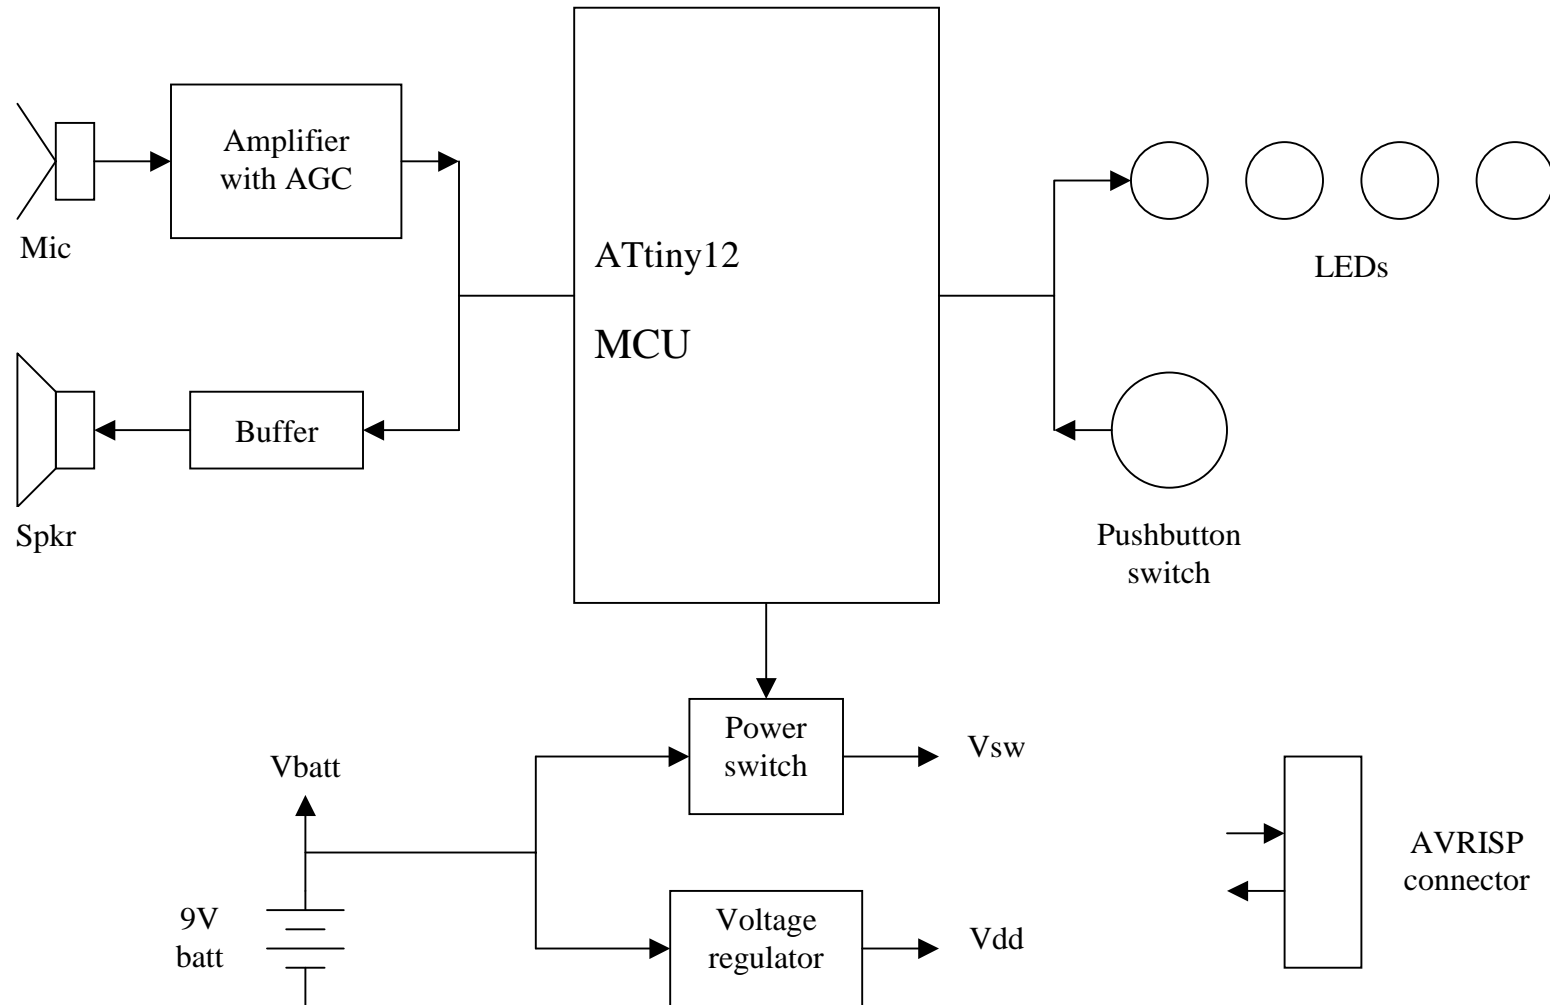 Amplifier
with AGC
Mic
ATtiny12
MCU
LEDs
Buffer
Spkr
Pushbutton
switch
Power
switch
Vsw
Vbatt
AVRISP
connector
9V
batt
Voltage
regulator
Vdd